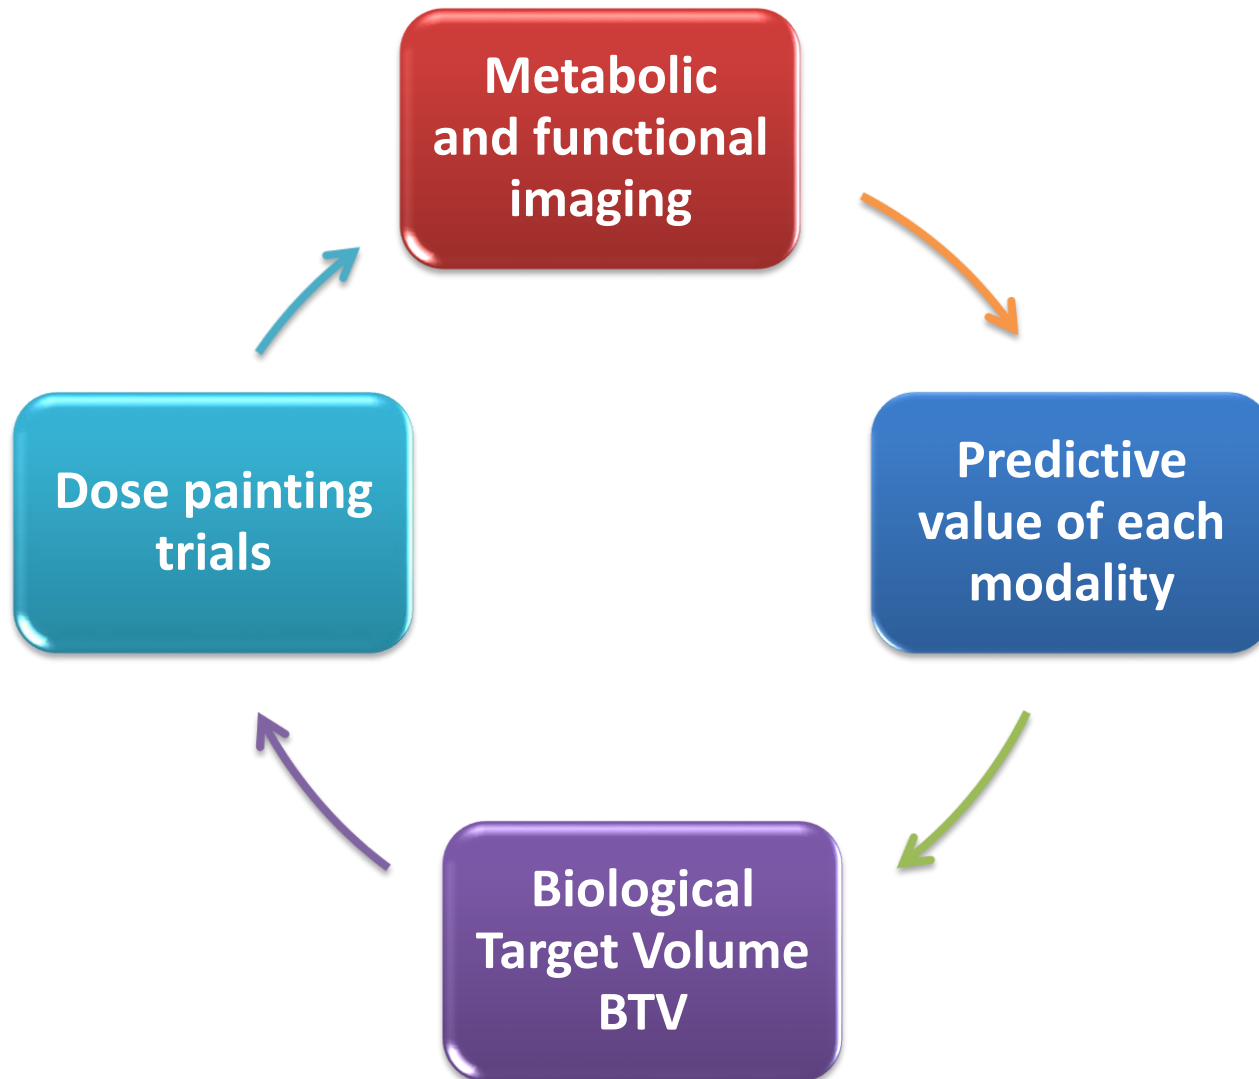 Metabolic
and functional
imaging
Predictive
value of each
modality
Biological
Target Volume
BTV
Dose painting
trials